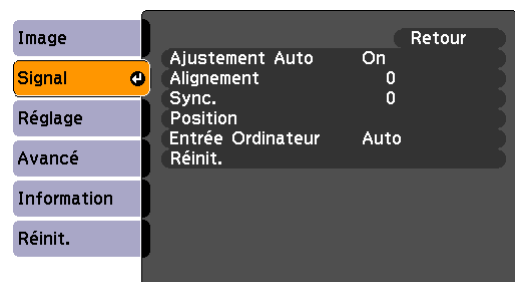 Image
Signal
Réglage
Avancé
Information
Réinit.
Retour
Ajustement Auto On
Alignement 0
Sync. 0
Position
Entrée Ordinateur Auto
Réinit.